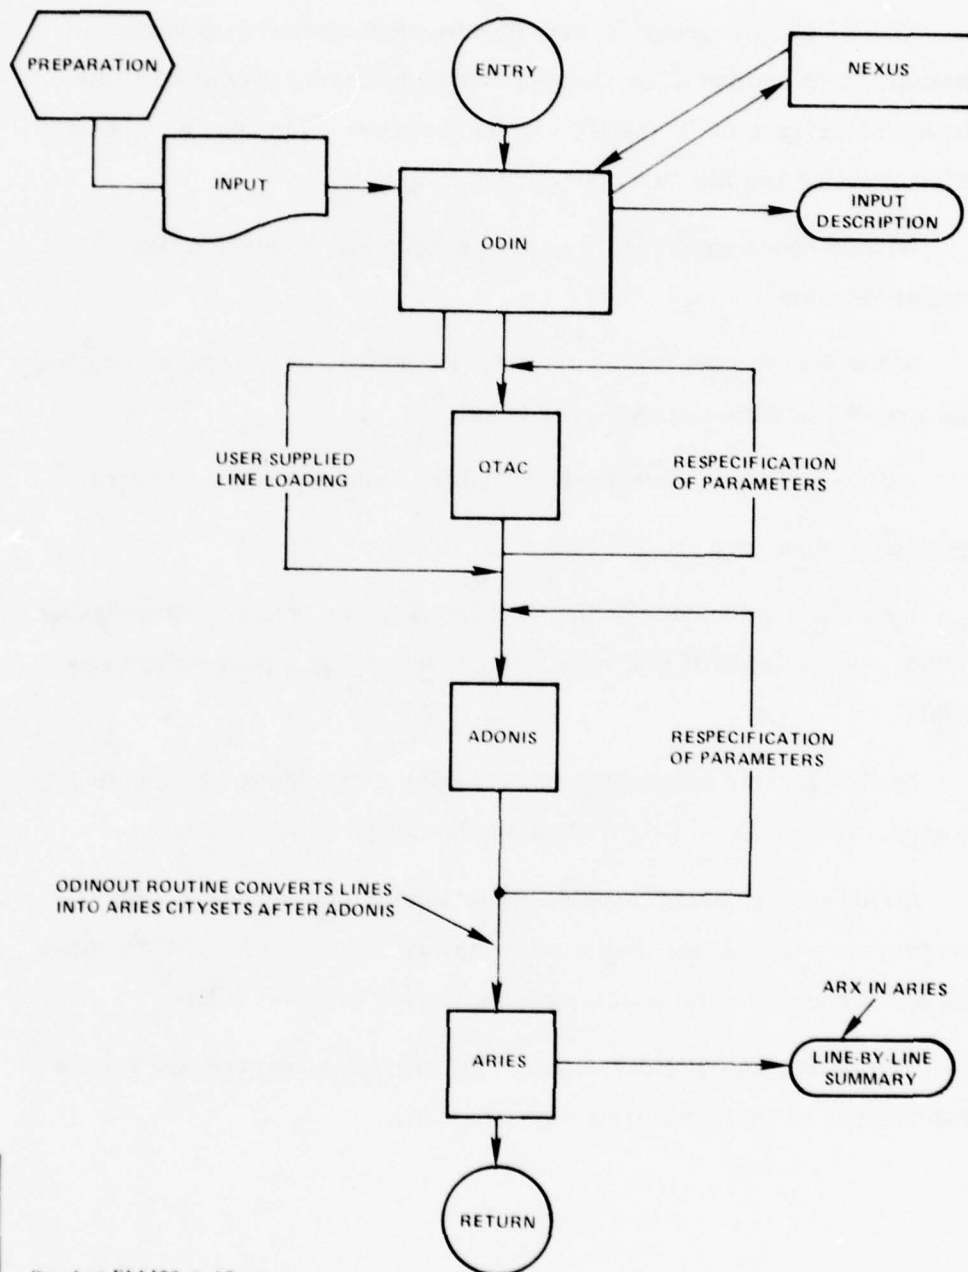 PREPARATION
ENTRY
NEXUS
INPUT
ODIN
INPUT
DESCRIPTION
USER SUPPLIED
LINE LOADING
QTAC
RESPECIFICATION
OF PARAMETERS
ADONIS
RESPECIFICATION
OF PARAMETERS
ODINOUT ROUTINE CONVERTS LINES
INTO ARIES CITYSETS AFTER ADONIS
ARX IN ARIES
ARIES
LINE-BY-LINE
SUMMARY
RETURN